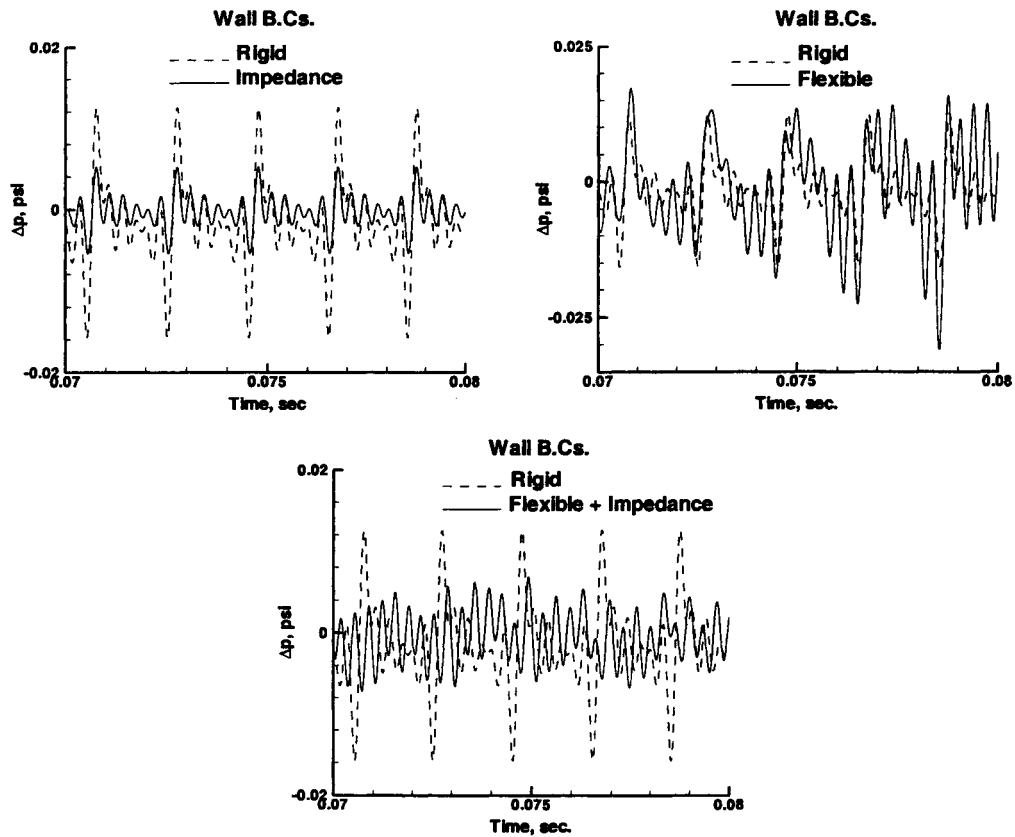 Wall B.Cs.
Rigid
Impedance
0.02
0
-0.02
Δp, psi
0.07
0.075
0.08
Time, sec
Wall B.Cs.
Rigid
Flexible
0.025
0
-0.025
Δp, psi
0.07
0.075
0.08
Time, sec.
Wall B.Cs.
Rigid
Flexible + Impedance
0.02
0
-0.02
Δp, psi
0.07
0.075
0.08
Time, sec.